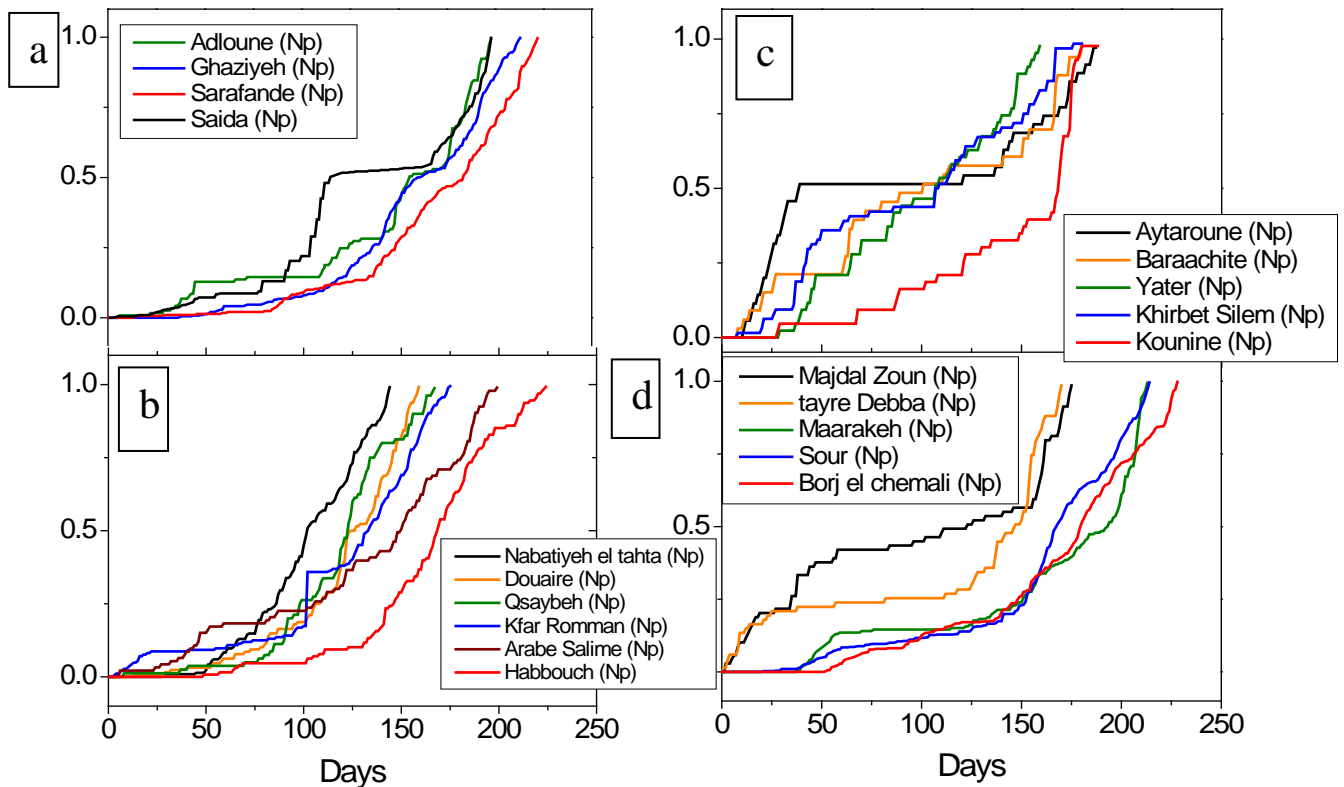 a
1.0
0.5
0.0
Adloune (Np)
Ghaziyeh (Np)
Sarafande (Np)
Saida (Np)
c
1.0
0.5
0.0
Aytaroune (Np)
Baraachite (Np)
Yater (Np)
Khirbet Silem (Np)
Kounine (Np)
b
1.0
0.5
0.0
Nabatiyeh el tahta (Np)
Douaire (Np)
Qsaybeh (Np)
Kfar Romman (Np)
Arabe Salime (Np)
Habbouch (Np)
0 50 100 150 200 250
Days
d
1.0
0.5
Majdal Zoun (Np)
tayre Debba (Np)
Maarakeh (Np)
Sour (Np)
Borj el chemali (Np)
0 50 100 150 200 250
Days